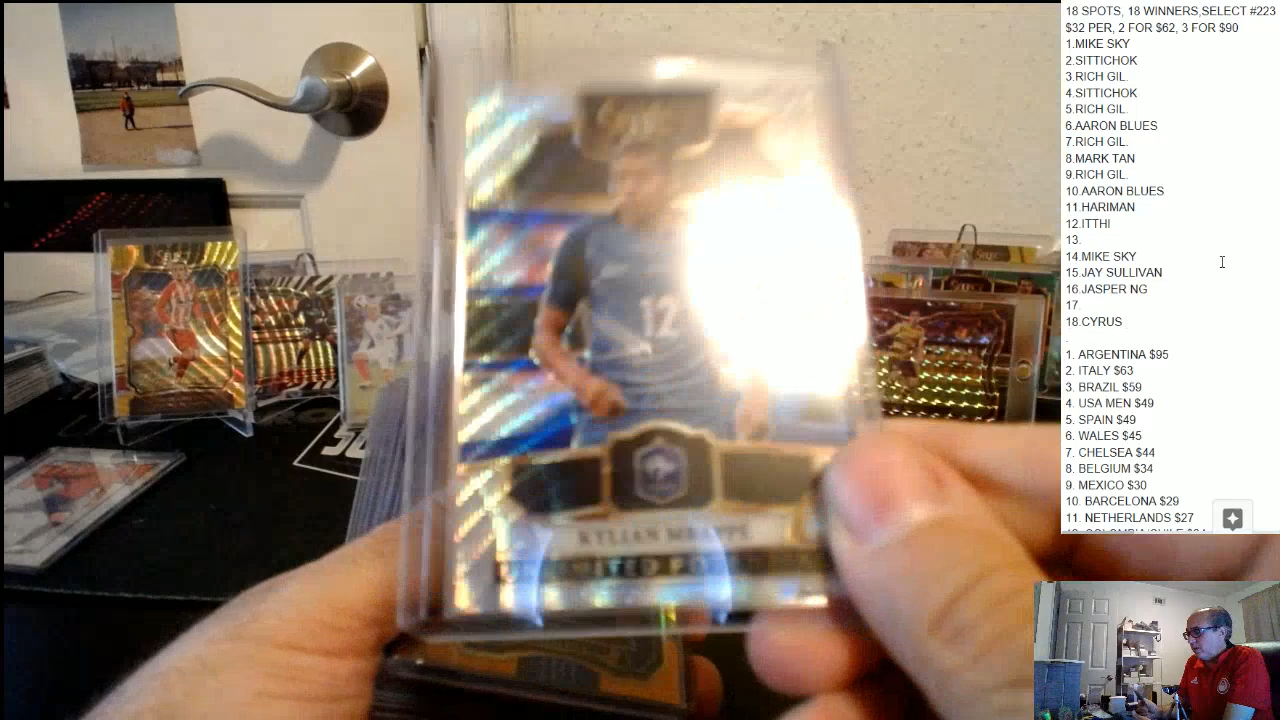 18 SPOTS, 18 WINNERS,SELECT #223
$32 PER, 2 FOR $62, 3 FOR $90
1.MIKE SKY
2.SITTICHOK
3.RICH GIL.
4.SITTICHOK
5.RICH GIL.
6.AARON BLUES
7.RICH GIL.
8.MARK TAN
9.RICH GIL.
10.AARON BLUES
11 HARIMAN
12.ITTHI
13.
14.MIKE SKY
15.JAY SULLIVAN
16.JASPER NG
17.
18.CYRUS
.
1. ARGENTINA $95
2. ITALY $63
3. BRAZIL $59
4. USA MEN $49
5. SPAIN $49
6. WALES $45
7. CHELSEA $44
8. BELGIUM $34
9. MEXICO $30
10. BARCELONA $29
11. NETHERLANDS $27
12
KYLIAN